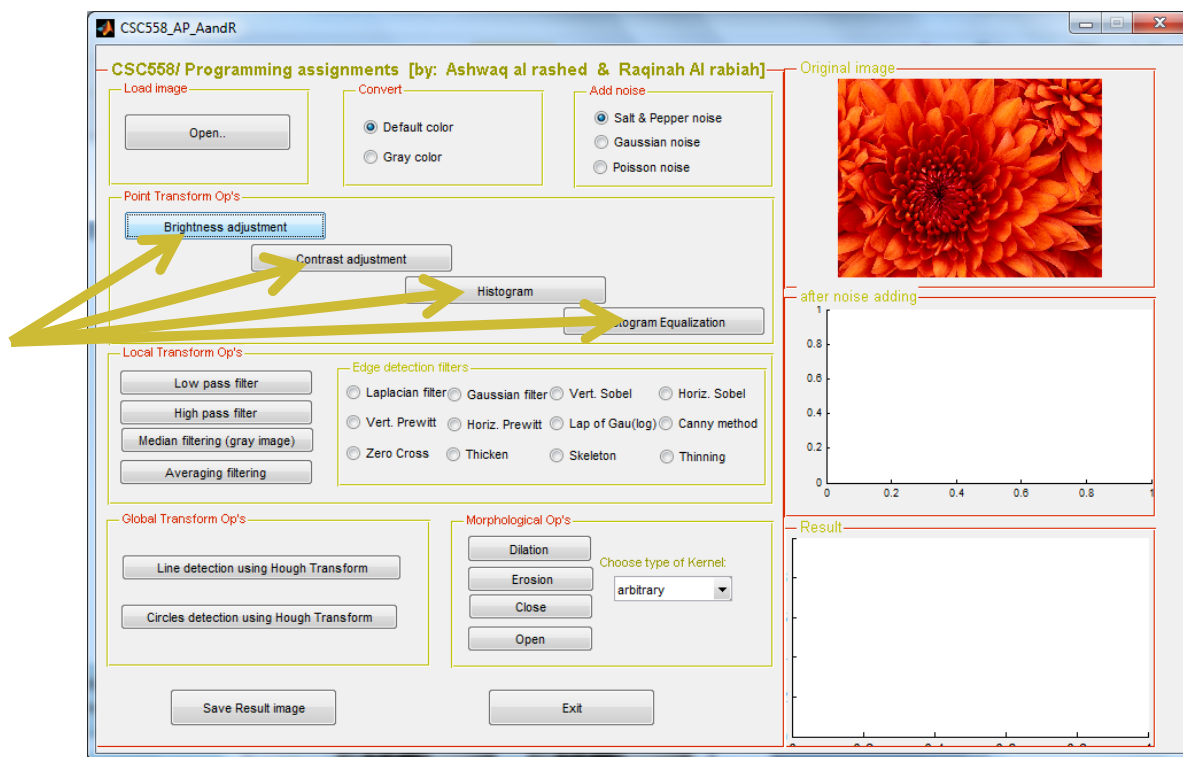 CSC558_AP_AandR
CSC558/ Programming assignments [by: Ashwaq al rashed & Raqinah Al rabiah]
Load image
Open..
Convert
Default color
Gray color
Add noise
Salt & Pepper noise
Gaussian noise
Poisson noise
Point Transform Op's
Brightness adjustment
Contrast adjustment
Histogram
Equalization
Local Transform Op's
Low pass filter
High pass filter
Median filtering (gray image)
Averaging filtering
Edge detection filters
Laplacian filter Gaussian filter Vert. Sobel Horiz. Sobel
Vert. Prewitt Horiz. Prewitt Lap of Gau(log) Canny method
Zero Cross Thicken Skeleton Thinning
Global Transform Op's
Line detection using Hough Transform
Circles detection using Hough Transform
Morphological Op's
Dilation
Erosion
Close
Open
Choose type of Kernel:
arbitrary
Save Result image
Exit
Original image
after noise adding
1
0.8
0.6
0.4
0.2
0
0 0.2 0.4 0.6 0.8 1
Result